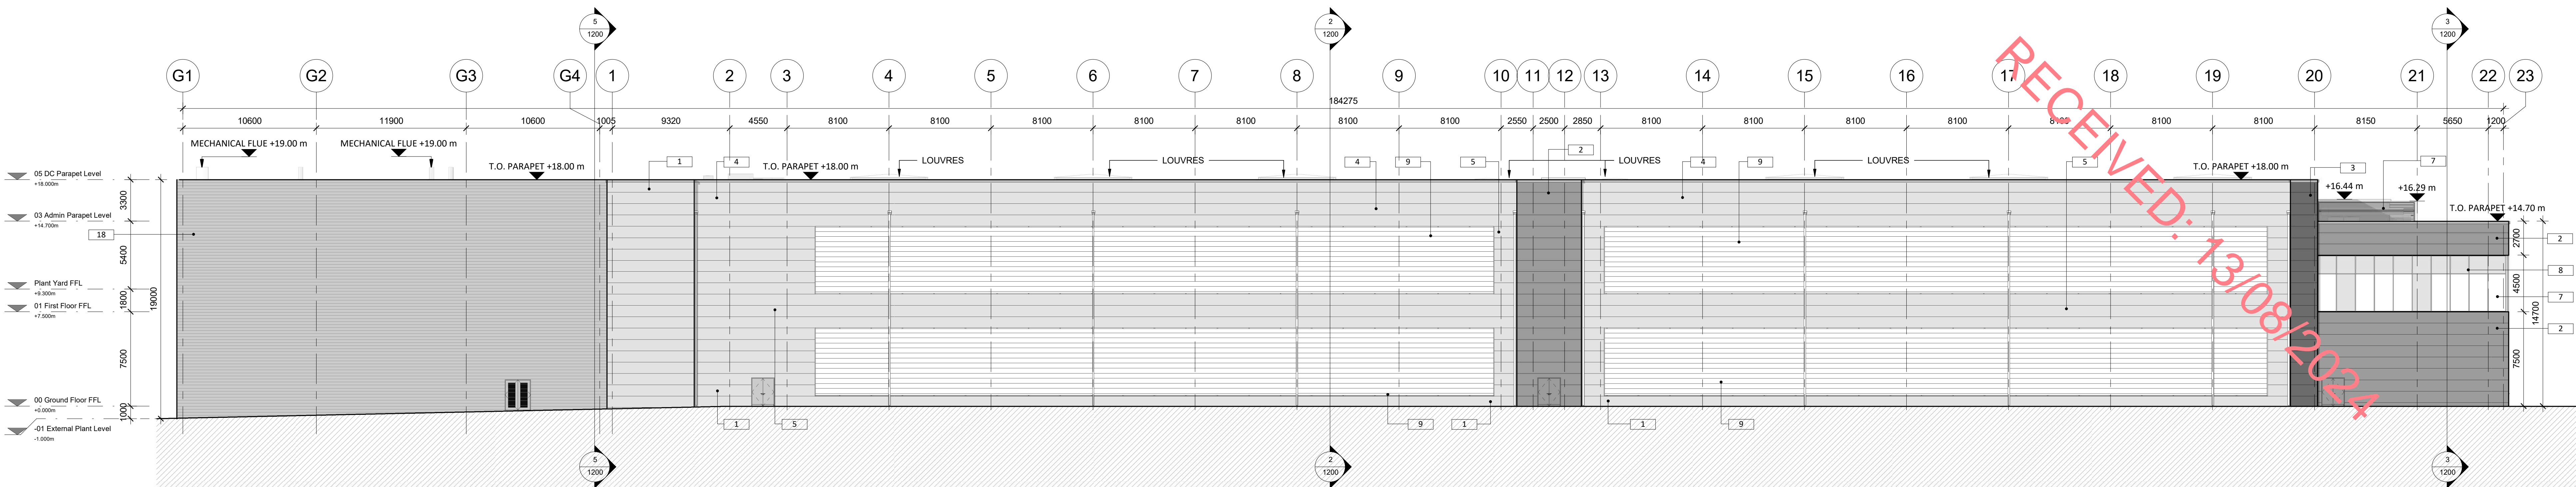 5 2 3
1200 1200 1200
G1 G2 G3 G4 1 2 3 4 5 6 7 8 9 10 11 12 13 14 15 16 17 18 19 20 21 22 23
184275
10600 11900 10600 1005 9320 4550 8100 8100 8100 8100 8100 8100 8100 2550 2500 2850 8100 8100 8100 8100 8100 8100 8100 8150 5650 1200
MECHANICAL FLUE +19.00 m MECHANICAL FLUE +19.00 m
T.O. PARAPET +18.00 m 1 4 T.O. PARAPET +18.00 m LOUVRES LOUVRES 4 9 5 2 LOUVRES 4 9 LOUVRES 5 T.O. PARAPET +18.00 m 3 7
05 DC Parapet Level
+18.000m
+16.44 m +16.29 m
3300
03 Admin Parapet Level
+14.700m
T.O. PARAPET +14.70 m
18
5400
2700 2
Plant Yard FFL
+9.300m
8
1800
01 First Floor FFL
+7.500m
19000
4500 7
14700
2
7500
7500
00 Ground Floor FFL
+0.000m
1000
-01 External Plant Level
-1.000m
1 5 9 1 1 9
5 2 3
1200 1200 1200
RECEIVED: 13/08/2024